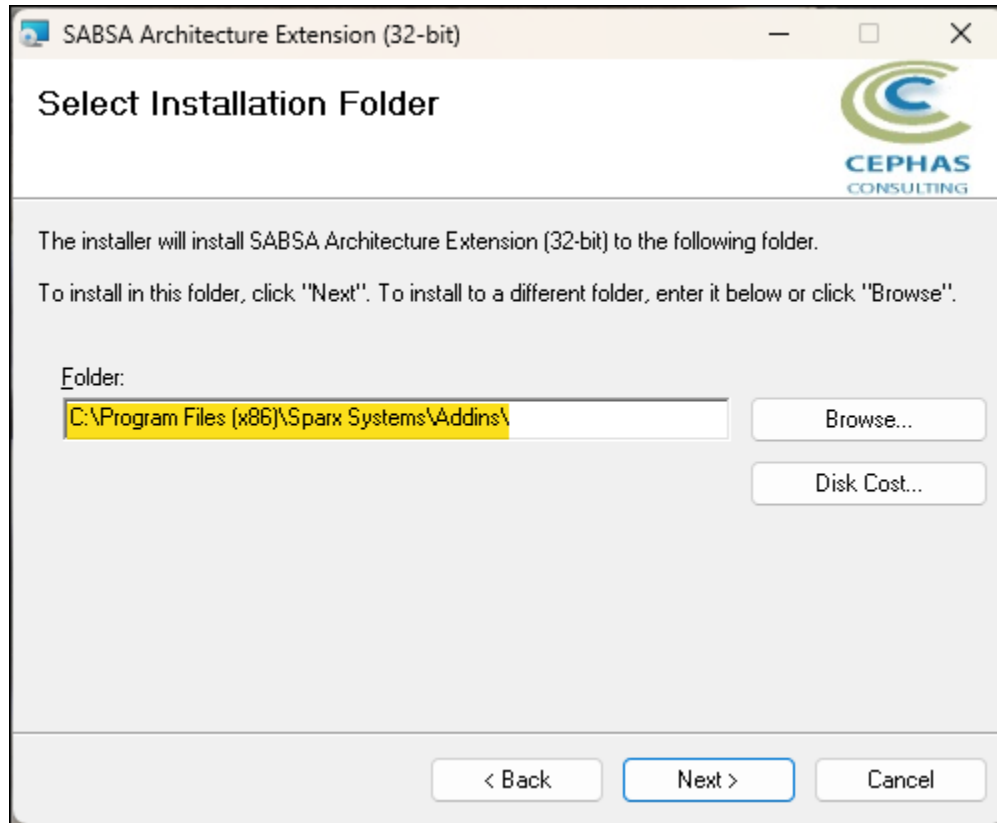 SABSA Architecture Extension (32-bit)
Select Installation Folder
CEPHAS
CONSULTING
The installer will install SABSA Architecture Extension (32-bit) to the following folder.
To install in this folder, click "Next". To install to a different folder, enter it below or click "Browse".
Folder:
C:\Program Files (x86)\Sparx Systems\Addins\
Browse...
Disk Cost...
< Back
Next >
Cancel